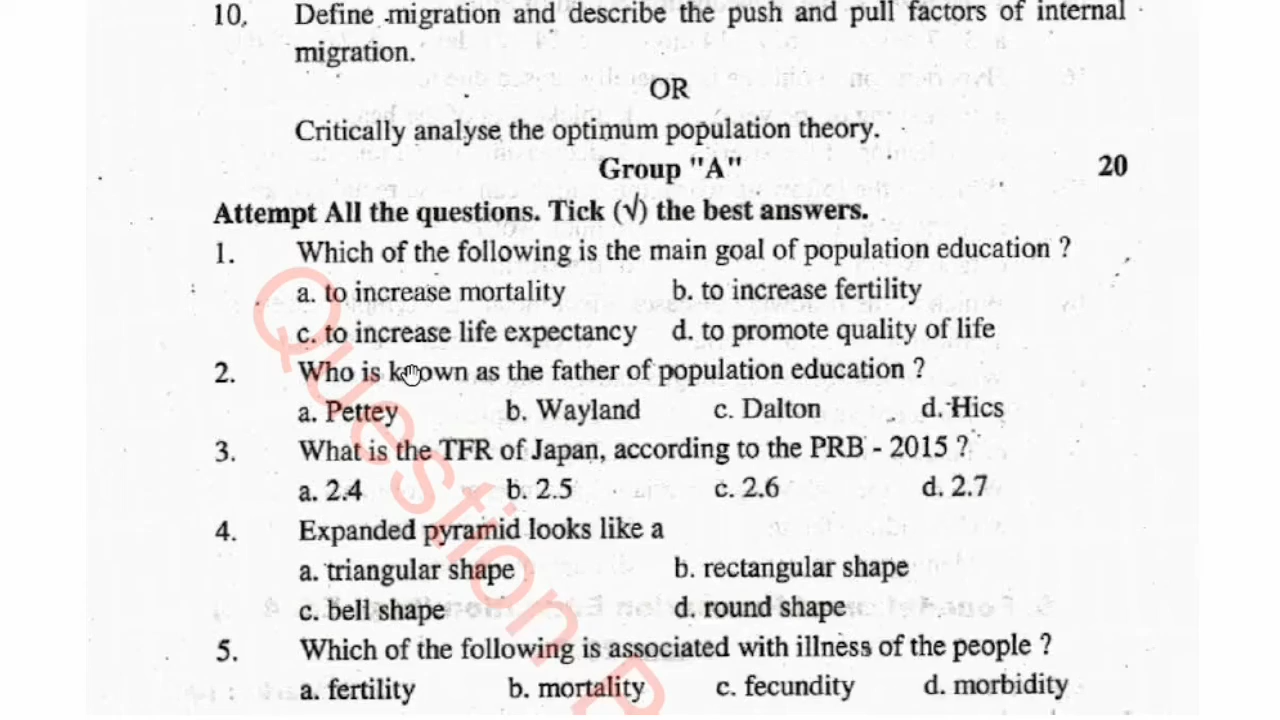 10. Define migration and describe the push and pull factors of internal
migration.
OR
Critically analyse the optimum population theory.
Group "A" 20
Attempt All the questions. Tick (√) the best answers.
1. Which of the following is the main goal of population education ?
a. to increase mortality b. to increase fertility
c. to increase life expectancy d. to promote quality of life
2. Who is known as the father of population education ?
a. Pettey b. Wayland c. Dalton d. Hics
3. What is the TFR of Japan, according to the PRB - 2015 ?
a. 2.4 b. 2.5 c. 2.6 d. 2.7
4. Expanded pyramid looks like a
a. triangular shape b. rectangular shape
c. bell shape d. round shape
5. Which of the following is associated with illness of the people ?
a. fertility b. mortality c. fecundity d. morbidity
Question